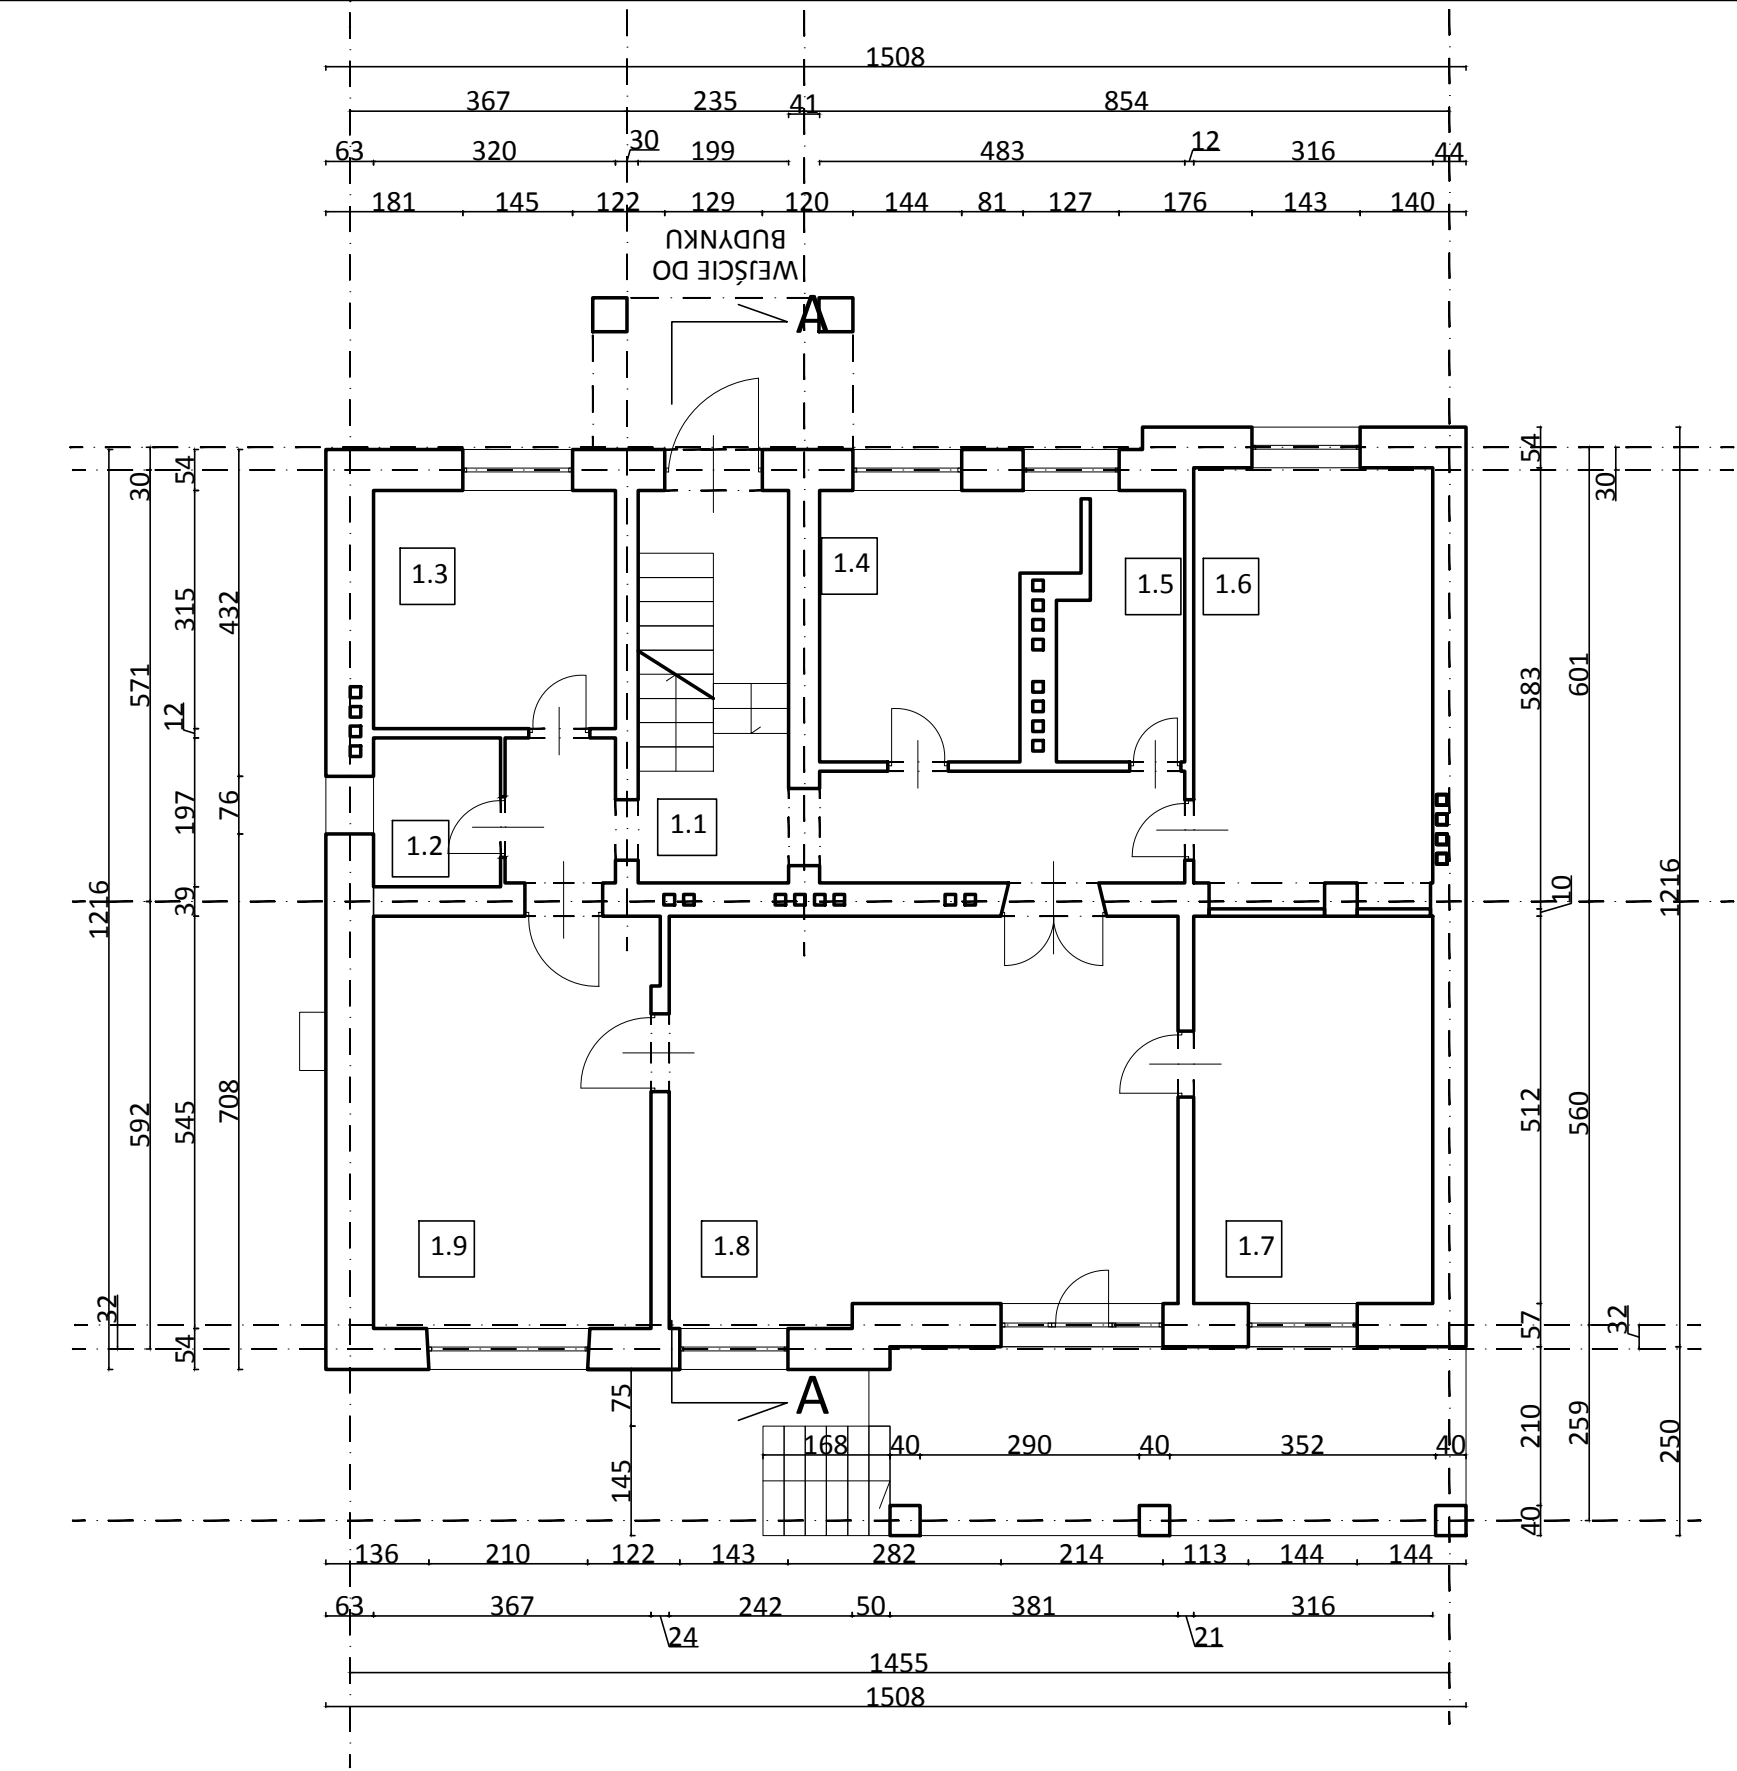 1508
367 235 41 854
63 320 30 199 483 12 316 44
181 145 122 129 120 144 81 127 176 143 140
WEJŚCIE DO
BUDYNKU
A
54 30 54 30
1.3 1.4 1.5 1.6
315 432 571 12 583 601
197 76 1.2 1.1
1216 39 10 1216
592 545 708 512 560
1.9 1.8 1.7
32 54 57 32
A
75 145 210 259 250 40
168 40 290 40 352 40
136 210 122 143 282 214 113 144 144
63 367 242 50 381 316
24 21
1455
1508